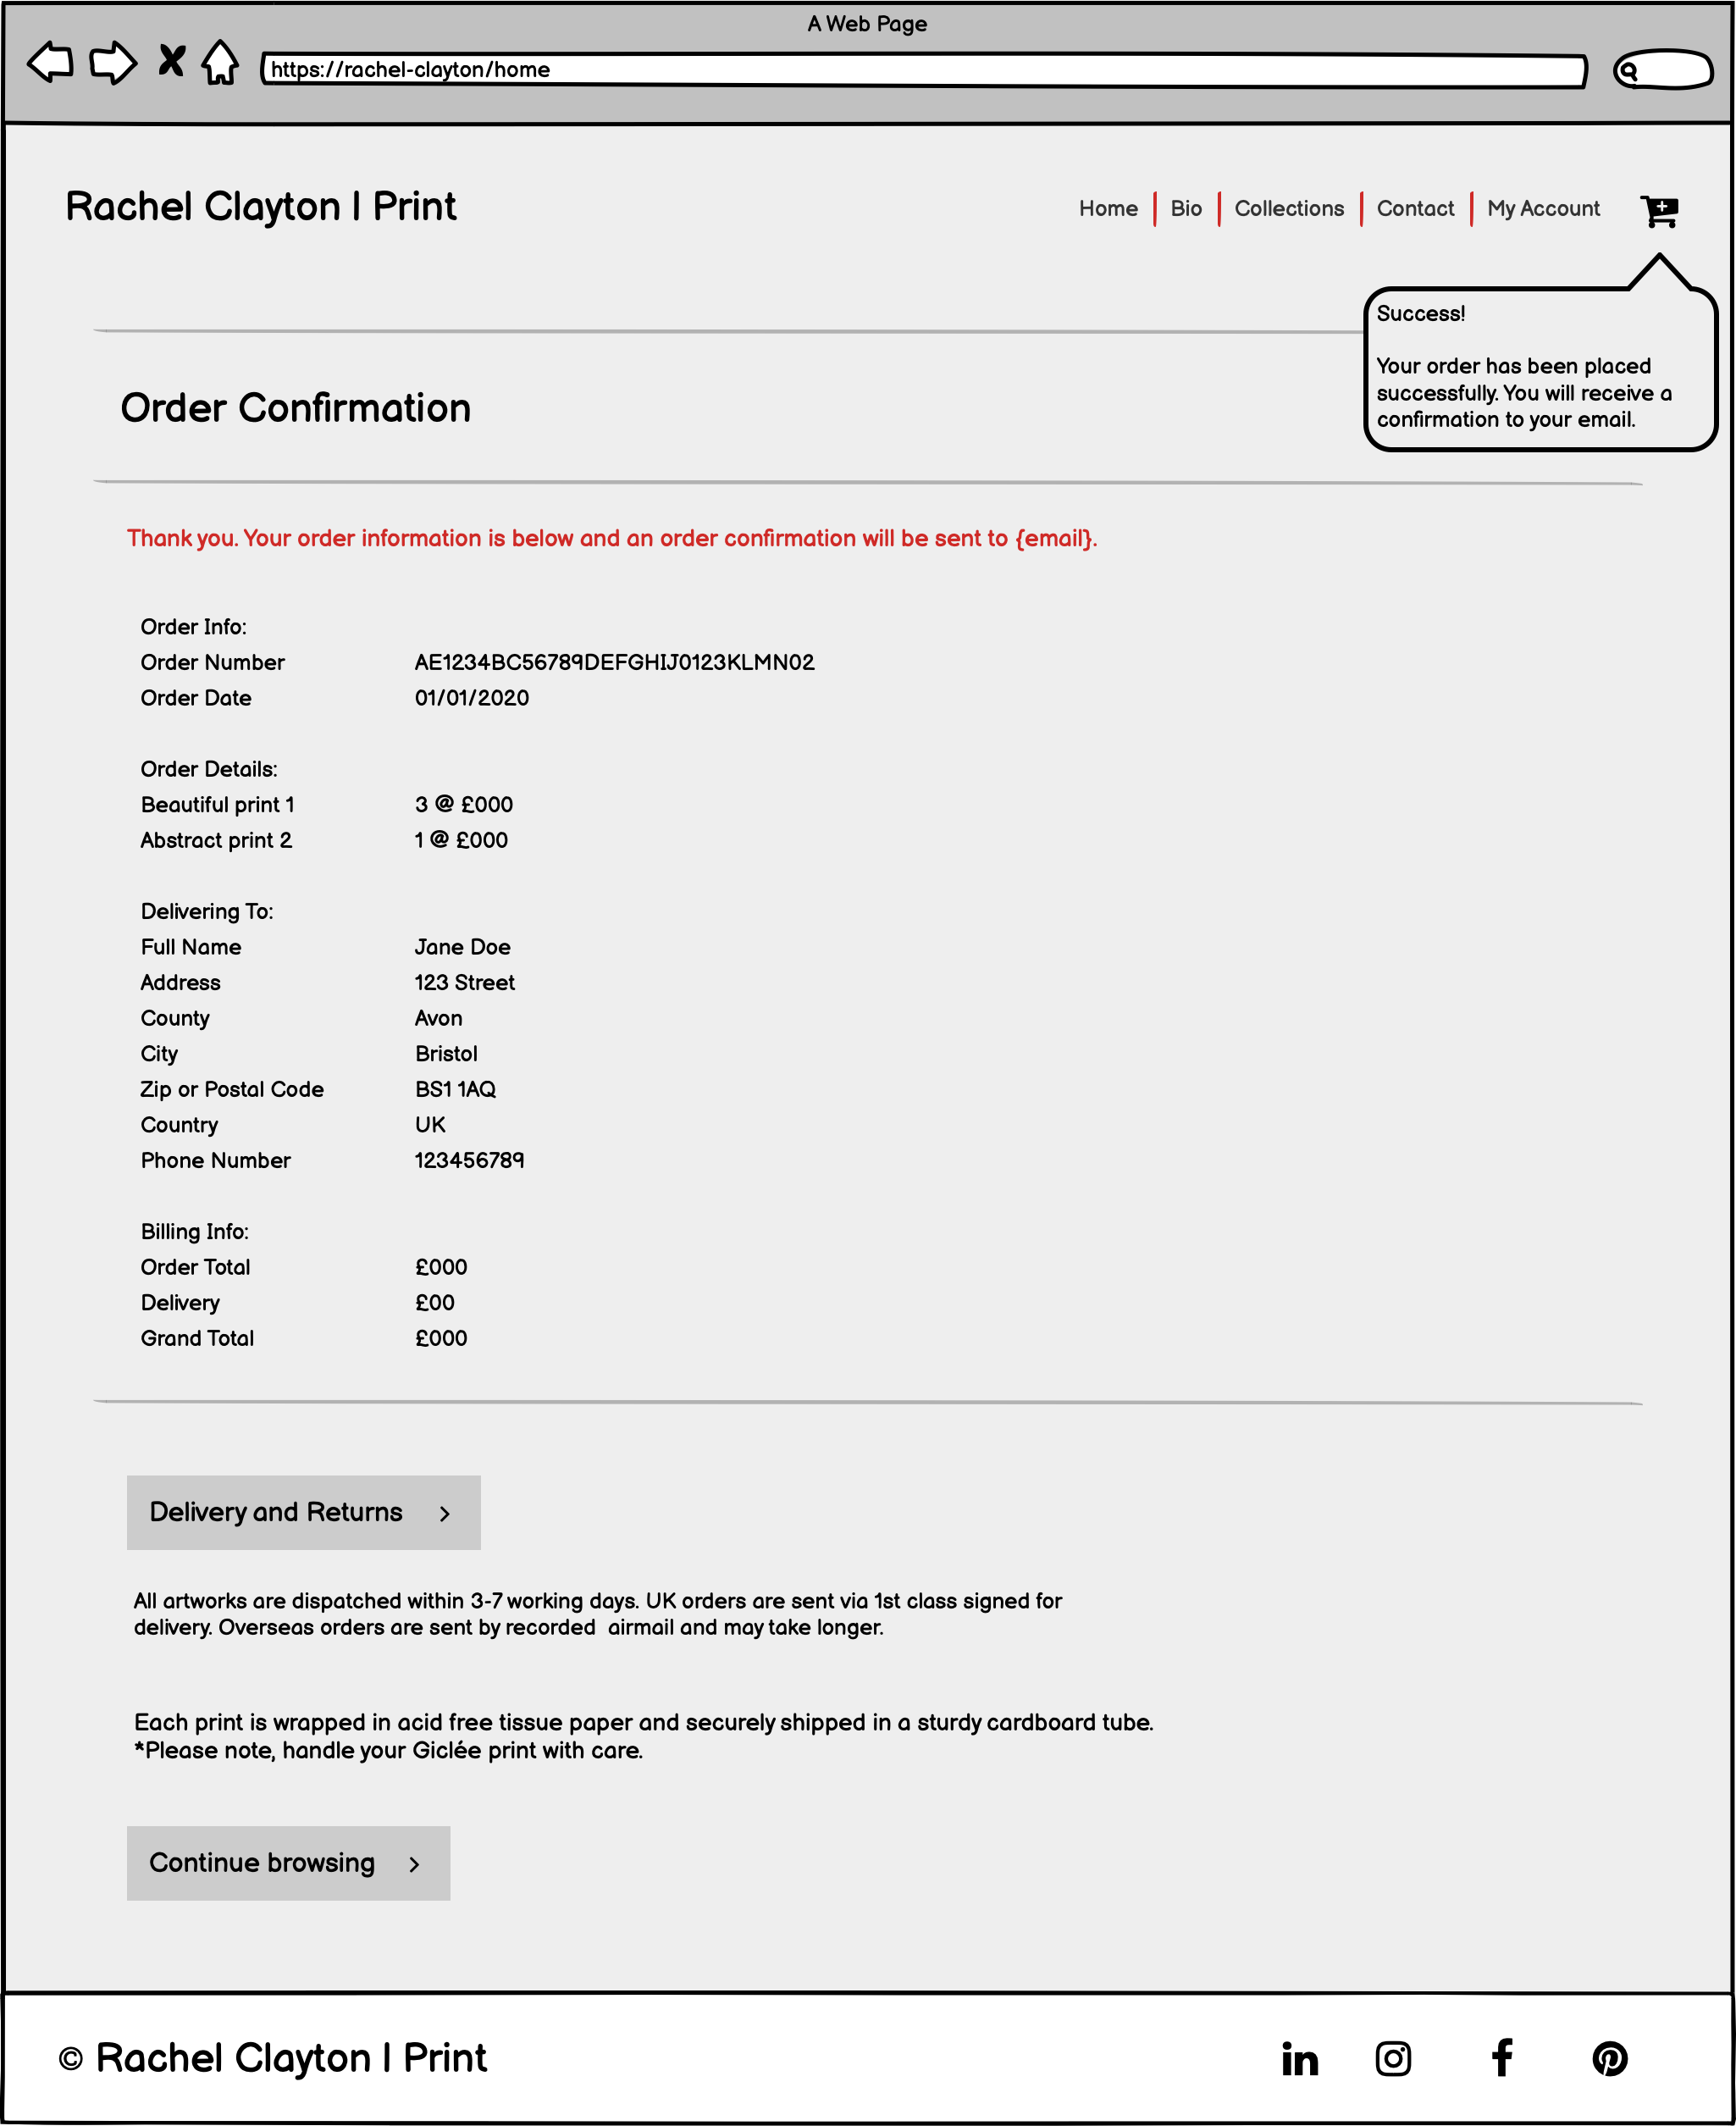 A Web Page
https://rachel-clayton/home
Rachel Clayton | Print
Home | Bio | Collections | Contact | My Account
Success!
Your order has been placed
successfully. You will receive a
confirmation to your email.
Order Confirmation
Thank you. Your order information is below and an order confirmation will be sent to {email}.
Order Info:
Order Number AE1234BC56789DEFGHIJ0123KLMN02
Order Date 01/01/2020
Order Details:
Beautiful print 1 3 @ £000
Abstract print 2 1 @ £000
Delivering To:
Full Name Jane Doe
Address 123 Street
County Avon
City Bristol
Zip or Postal Code BS1 1AQ
Country UK
Phone Number 123456789
Billing Info:
Order Total £000
Delivery £00
Grand Total £000
Delivery and Returns >
All artworks are dispatched within 3-7 working days. UK orders are sent via 1st class signed for
delivery. Overseas orders are sent by recorded  airmail and may take longer.
Each print is wrapped in acid free tissue paper and securely shipped in a sturdy cardboard tube.
*Please note, handle your Giclée print with care.
Continue browsing >
© Rachel Clayton | Print